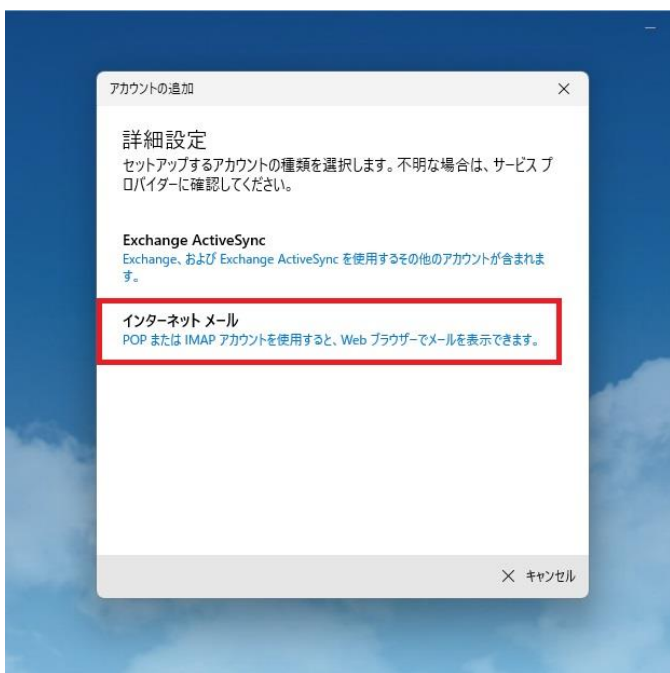 アカウントの追加
詳細設定
セットアップするアカウントの種類を選択します。不明な場合は、サービス プ
ロバイダーに確認してください。
Exchange ActiveSync
Exchange、および Exchange ActiveSync を使用するその他のアカウントが含まれま
す。
インターネット メール
POP または IMAP アカウントを使用すると、Web ブラウザーでメールを表示できます。
キャンセル